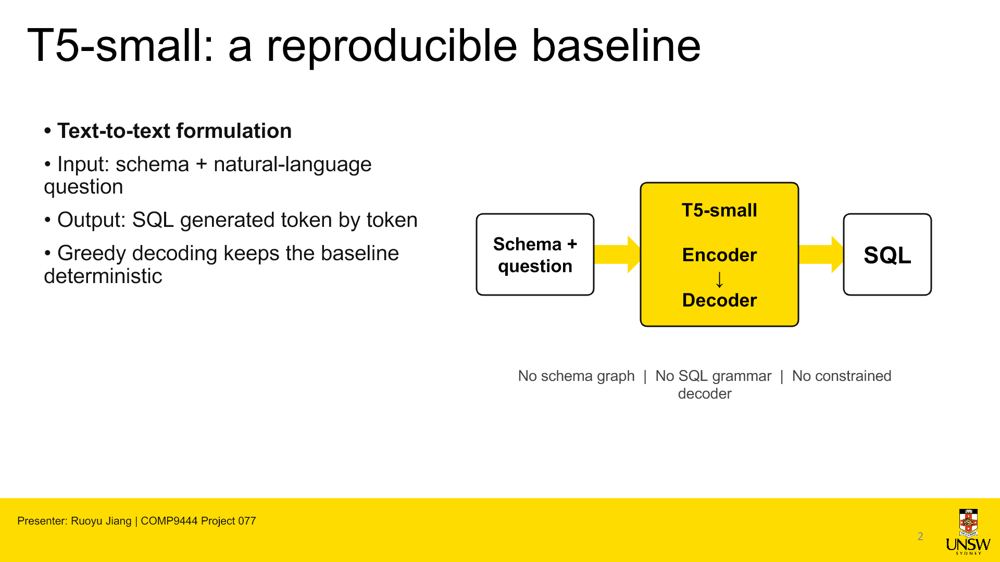 T5-small: a reproducible baseline
• Text-to-text formulation
• Input: schema + natural-language
question
• Output: SQL generated token by token
• Greedy decoding keeps the baseline
deterministic
Schema +
question
T5-small
Encoder
↓
Decoder
SQL
No schema graph | No SQL grammar | No constrained
decoder
Presenter: Ruoyu Jiang | COMP9444 Project 077
2
UNSW
SYDNEY